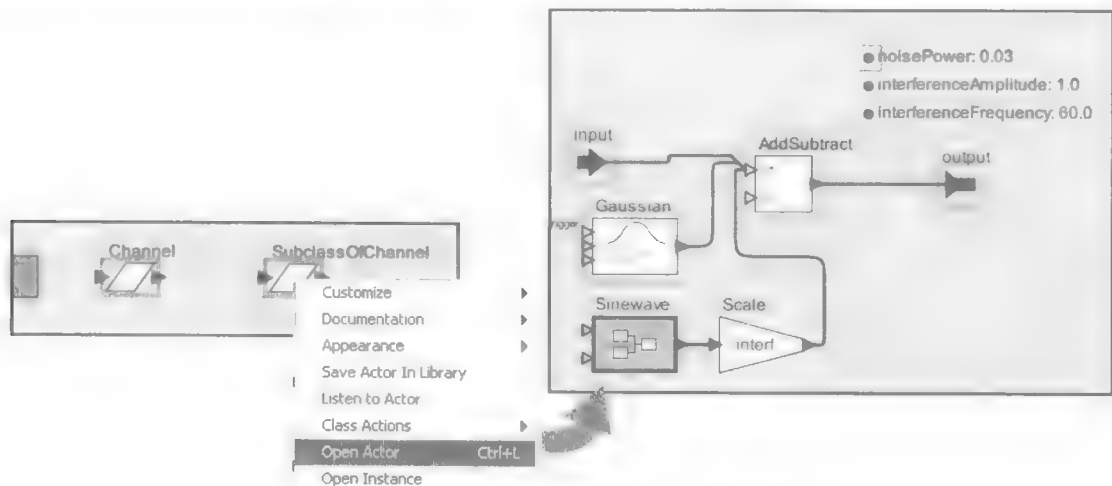 noisePower: 0.03
interferenceAmplitude: 1.0
interferenceFrequency: 60.0
input
AddSubtract
output
Gaussian
Sinewave
Scale
interf
Channel
SubclassOfChannel
Customize
Documentation
Appearance
Save Actor In Library
Listen to Actor
Class Actions
Open Actor Ctrl+L
Open Instance